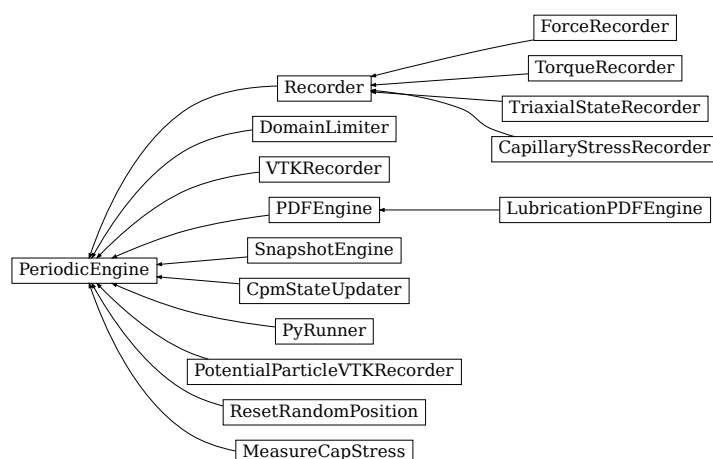 ForceRecorder
TorqueRecorder
Recorder
TriaxialStateRecorder
DomainLimiter
CapillaryStressRecorder
VTKRecorder
PDFEngine
LubricationPDFEngine
SnapshotEngine
PeriodicEngine
CpmStateUpdater
PyRunner
PotentialParticleVTKRecorder
ResetRandomPosition
MeasureCapStress